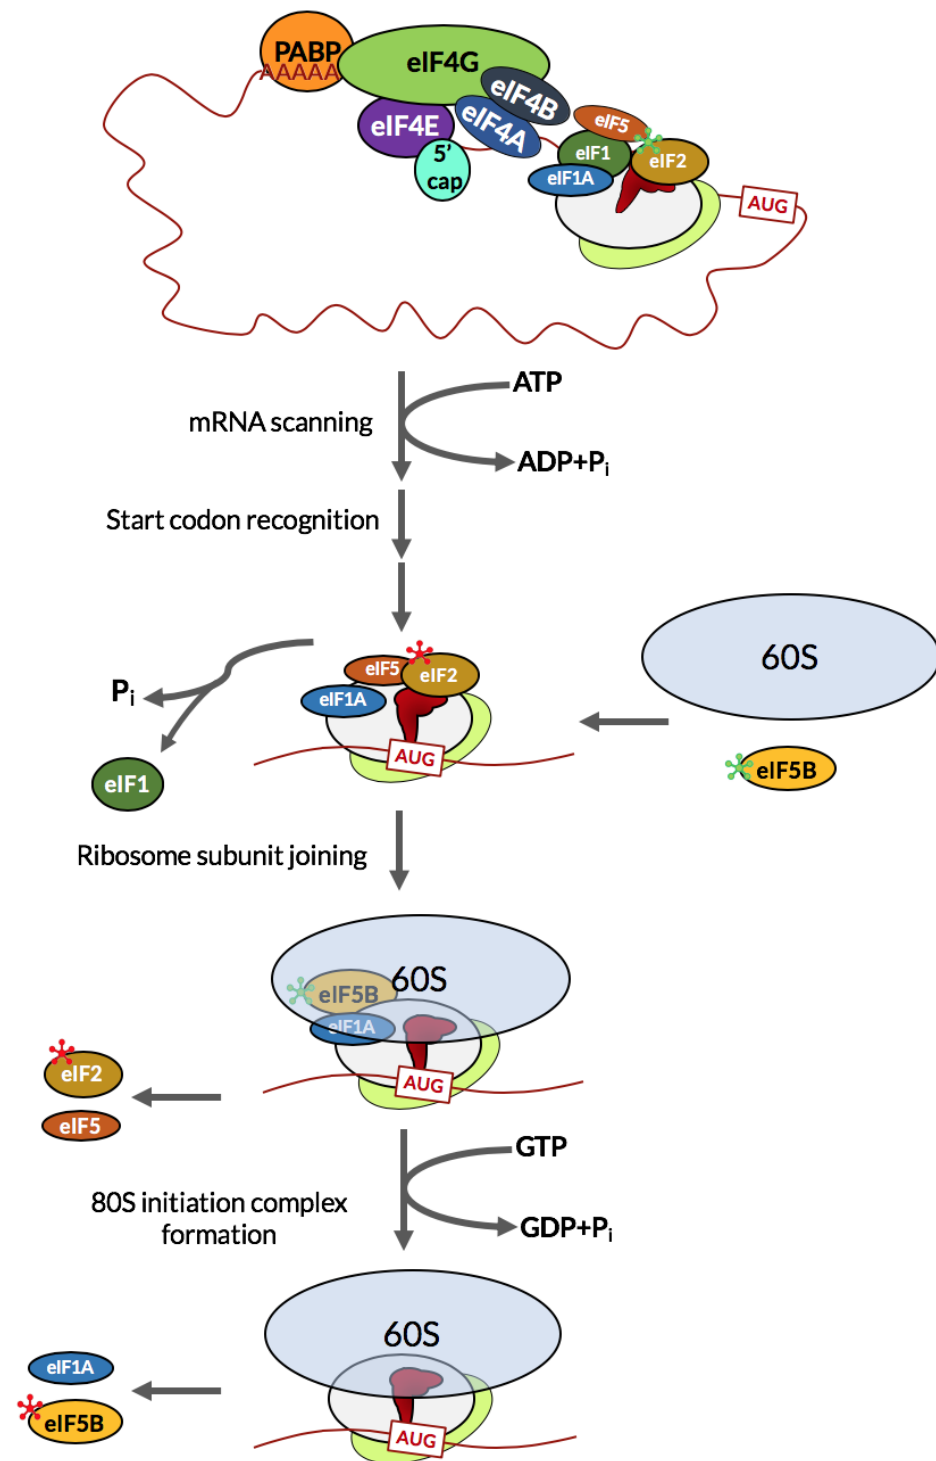 PABP
AAAAA
eIF4G
eIF4B
eIF4E
eIF4A
5'
cap
eIF5
eIF1
eIF2
eIF1A
AUG
ATP
mRNA scanning
ADP+Pi
Start codon recognition
60S
eIF5
eIF2
eIF1A
Pi
AUG
eIF1
eIF5B
Ribosome subunit joining
60S
eIF5B
eIF1A
eIF2
AUG
eIF5
GTP
80S initiation complex
formation
GDP+Pi
60S
eIF1A
eIF5B
AUG